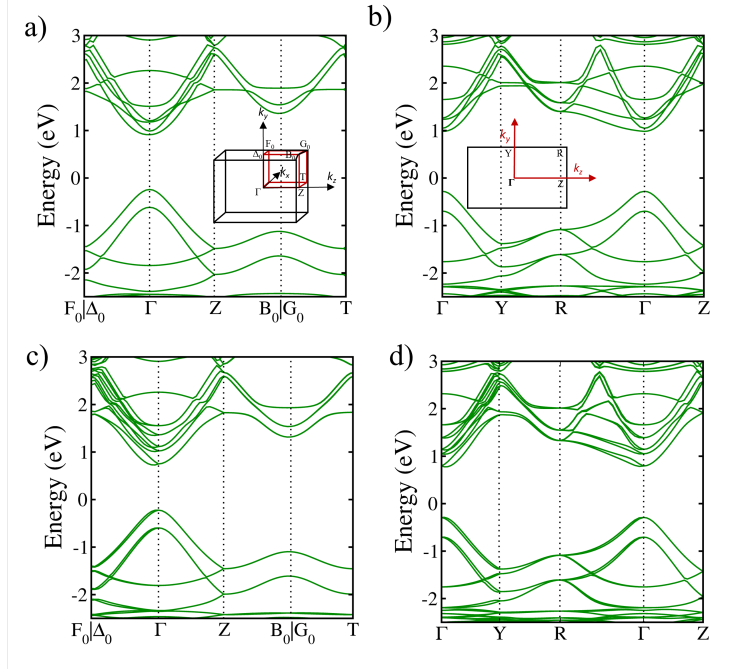 a)
Energy (eV)
3
2
1
0
-1
-2
F₀|Δ₀ Γ Z B₀|G₀ T
k_y
F₀ G₀
Δ₀ B₀
k_x
T
k_z
Γ Z
b)
Energy (eV)
3
2
1
0
-1
-2
Γ Y R Γ Z
k_y
Y R
Γ Z
k_z
c)
Energy (eV)
3
2
1
0
-1
-2
F₀|Δ₀ Γ Z B₀|G₀ T
d)
Energy (eV)
3
2
1
0
-1
-2
Γ Y R Γ Z